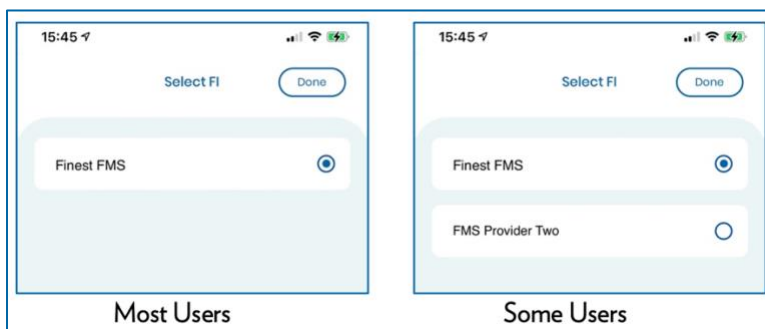 15:45
Select FI
Done
Finest FMS
Most Users
15:45
Select FI
Done
Finest FMS
FMS Provider Two
Some Users